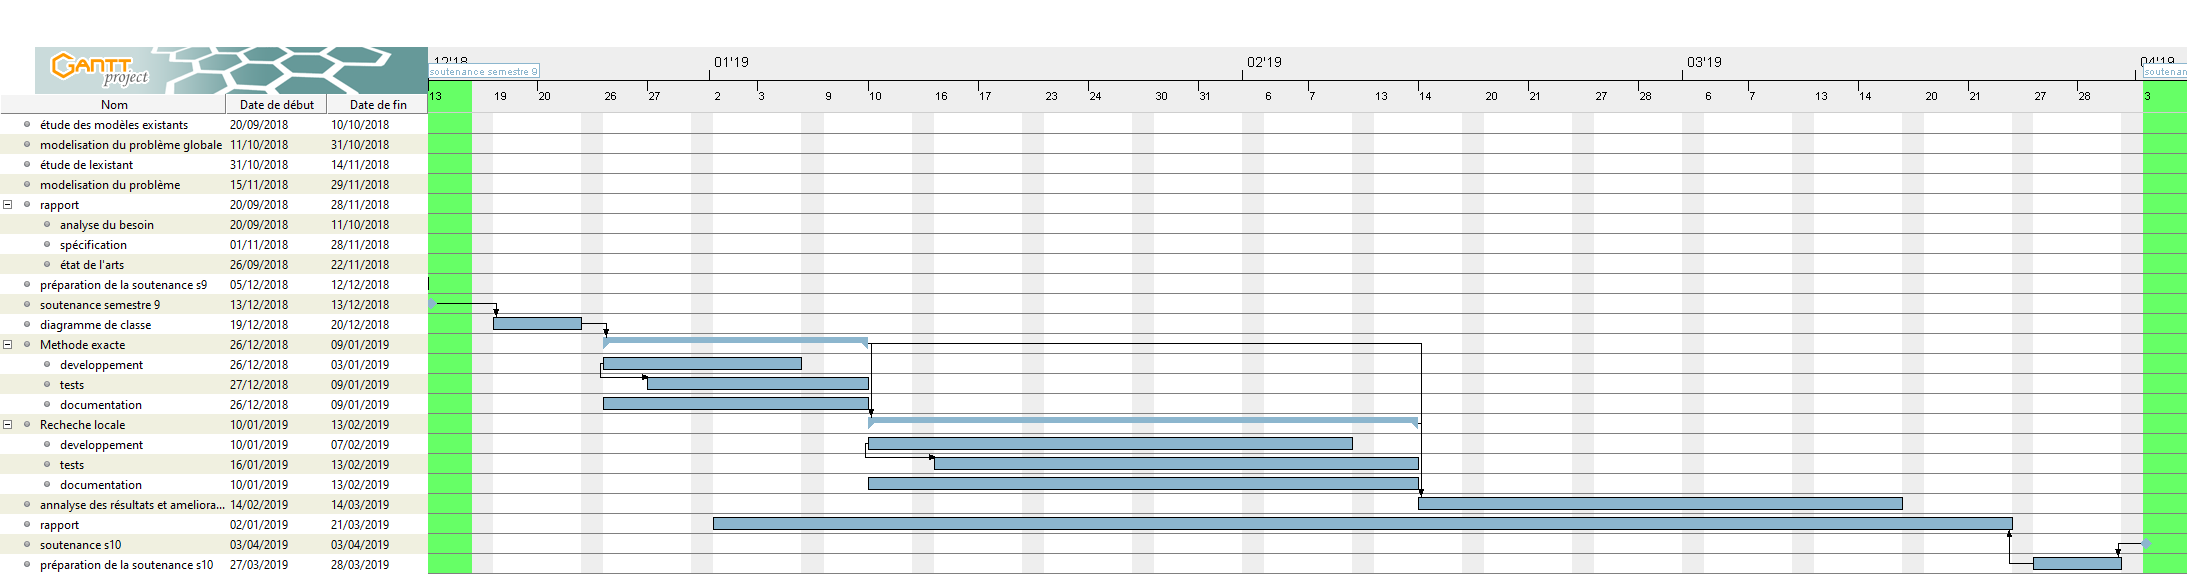 GANTT
project
12'18
01'19
02'19
03'19
04'19
soutenance semestre 9
soutenan
Nom Date de début Date de fin
13 19 20 26 27 2 3 9 10 16 17 23 24 30 31 6 7 13 14 20 21 27 28 6 7 13 14 20 21 27 28 3
étude des modèles existants 20/09/2018 10/10/2018
modelisation du problème globale 11/10/2018 31/10/2018
étude de lexistant 31/10/2018 14/11/2018
modelisation du problème 15/11/2018 29/11/2018
rapport 20/09/2018 28/11/2018
analyse du besoin 20/09/2018 11/10/2018
spécification 01/11/2018 28/11/2018
état de l'arts 26/09/2018 22/11/2018
préparation de la soutenance s9 05/12/2018 12/12/2018
soutenance semestre 9 13/12/2018 13/12/2018
diagramme de classe 19/12/2018 20/12/2018
Methode exacte 26/12/2018 09/01/2019
developpement 26/12/2018 03/01/2019
tests 27/12/2018 09/01/2019
documentation 26/12/2018 09/01/2019
Recheche locale 10/01/2019 13/02/2019
developpement 10/01/2019 07/02/2019
tests 16/01/2019 13/02/2019
documentation 10/01/2019 13/02/2019
annalyse des résultats et ameliora... 14/02/2019 14/03/2019
rapport 02/01/2019 21/03/2019
soutenance s10 03/04/2019 03/04/2019
préparation de la soutenance s10 27/03/2019 28/03/2019